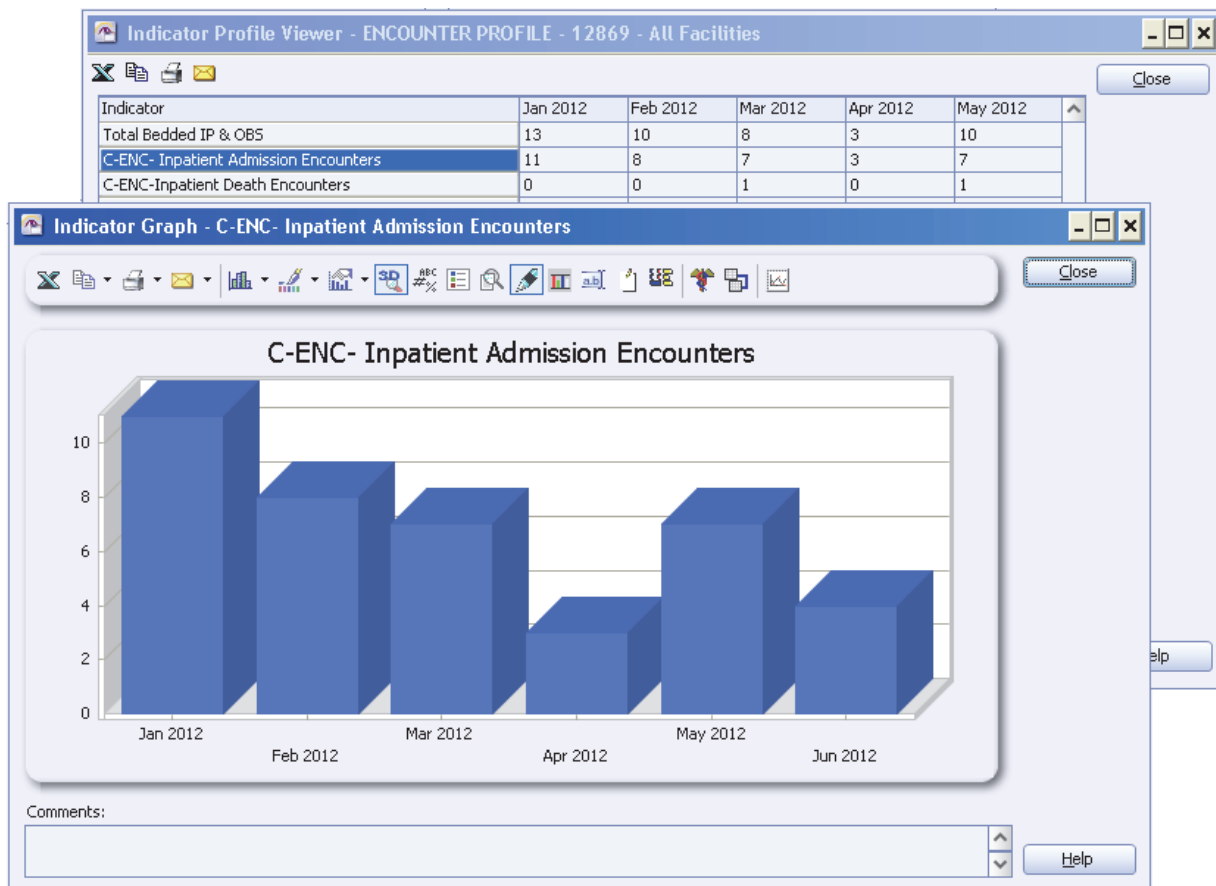 Indicator Profile Viewer - ENCOUNTER PROFILE - 12869 - All Facilities
Close
Indicator Jan 2012 Feb 2012 Mar 2012 Apr 2012 May 2012
Total Bedded IP & OBS 13 10 8 3 10
C-ENC- Inpatient Admission Encounters 11 8 7 3 7
C-ENC-Inpatient Death Encounters 0 0 1 0 1
Indicator Graph - C-ENC- Inpatient Admission Encounters
3D ABC #% a.b
Close
C-ENC- Inpatient Admission Encounters
10
8
6
4
2
0
Jan 2012 Mar 2012 May 2012
Feb 2012 Apr 2012 Jun 2012
elp
Comments:
Help